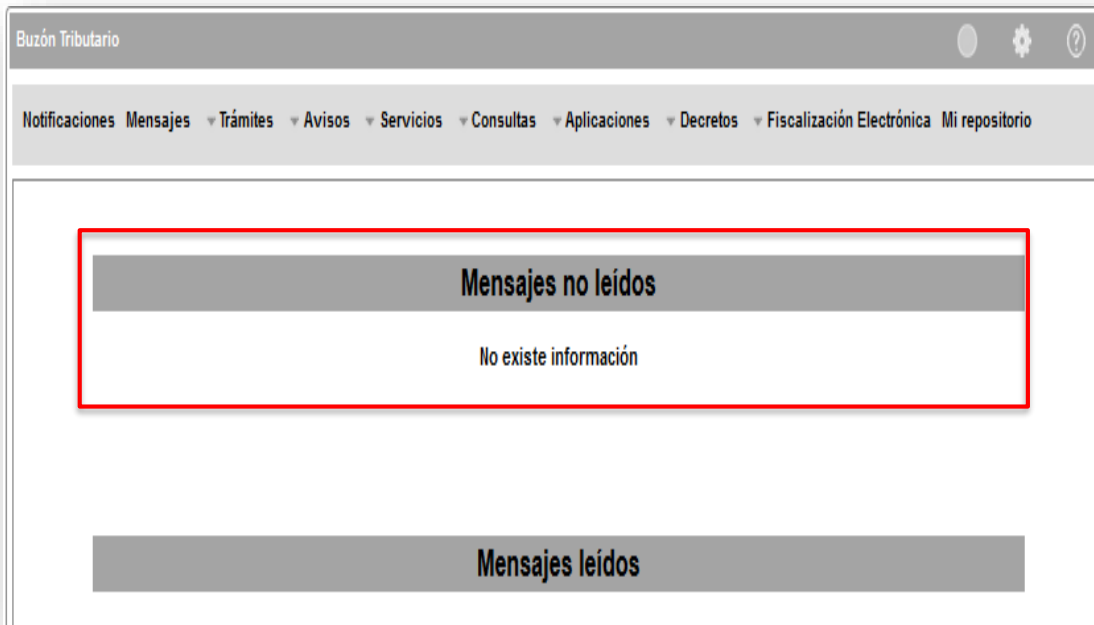 Buzón Tributario
?
Notificaciones Mensajes Trámites Avisos Servicios Consultas Aplicaciones Decretos Fiscalización Electrónica Mi repositorio
Mensajes no leídos
No existe información
Mensajes leídos